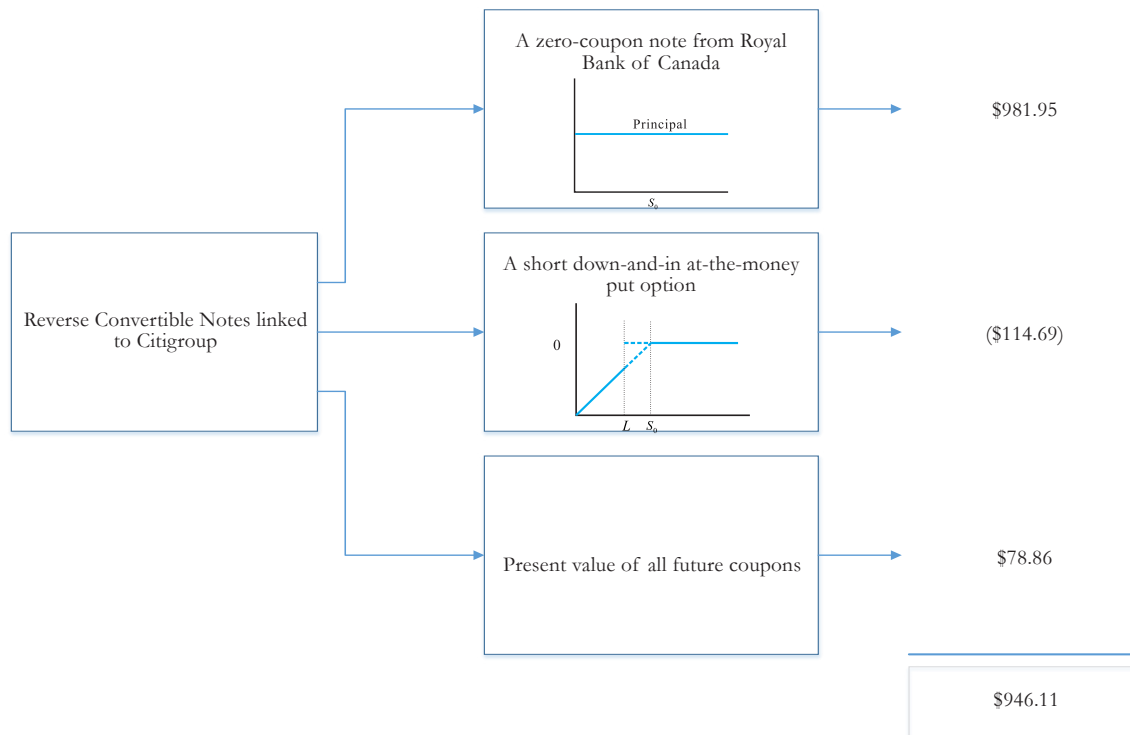 A zero-coupon note from Royal
Bank of Canada
Principal
S₀
$981.95
Reverse Convertible Notes linked
to Citigroup
A short down-and-in at-the-money
put option
0
L S₀
($114.69)
Present value of all future coupons
$78.86
$946.11